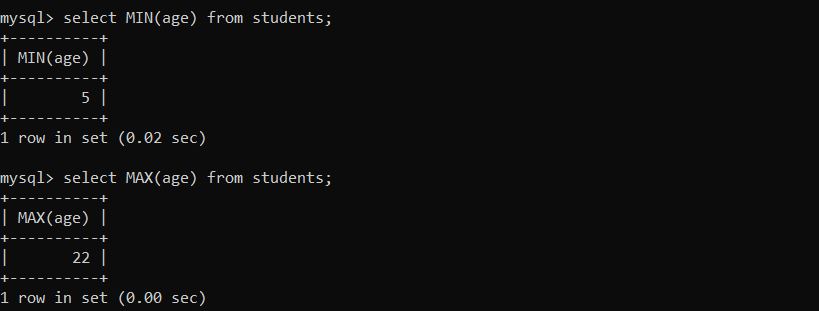 mysql> select MIN(age) from students;
+----------+
| MIN(age) |
+----------+
|        5 |
+----------+
1 row in set (0.02 sec)

mysql> select MAX(age) from students;
+----------+
| MAX(age) |
+----------+
|       22 |
+----------+
1 row in set (0.00 sec)